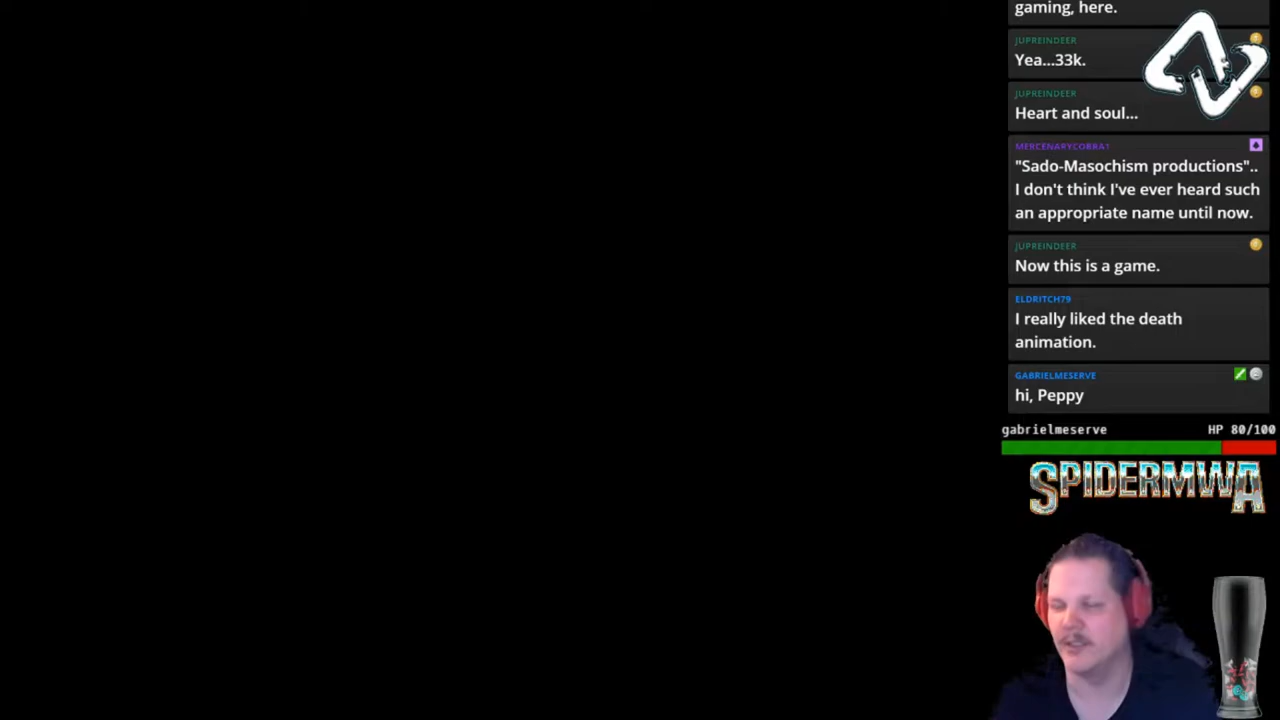 gaming, here.
JUPREINDEER
Yea...33k.
JUPREINDEER
Heart and soul...
MERCENARYCOBRA1
"Sado-Masochism productions"..
I don't think I've ever heard such
an appropriate name until now.
JUPREINDEER
Now this is a game.
ELDRITCH79
I really liked the death
animation.
GABRIELMESERVE
hi, Peppy
gabrielmeserve HP 80/100
SPIDERMWA